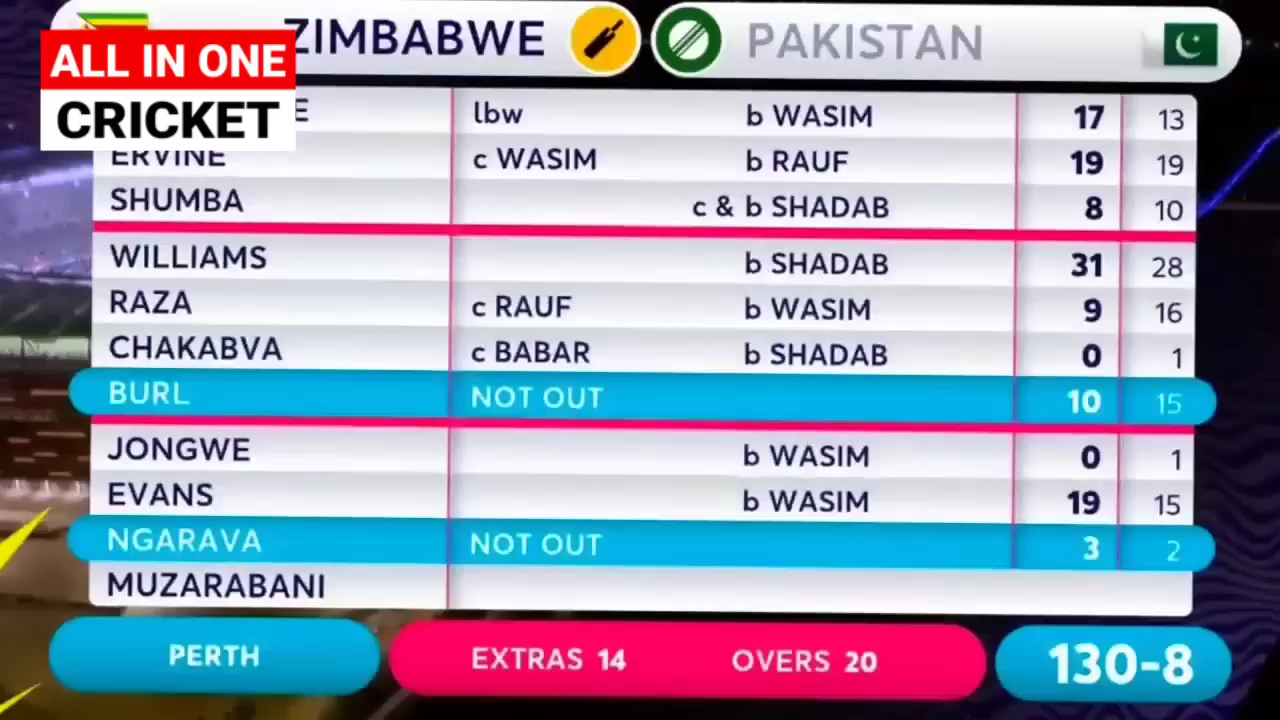 ZIMBABWE PAKISTAN
ALL IN ONE
CRICKET
E lbw b WASIM 17 13
ERVINE c WASIM b RAUF 19 19
SHUMBA c & b SHADAB 8 10
WILLIAMS b SHADAB 31 28
RAZA c RAUF b WASIM 9 16
CHAKABVA c BABAR b SHADAB 0 1
BURL NOT OUT 10 15
JONGWE b WASIM 0 1
EVANS b WASIM 19 15
NGARAVA NOT OUT 3 2
MUZARABANI
PERTH EXTRAS 14 OVERS 20 130-8